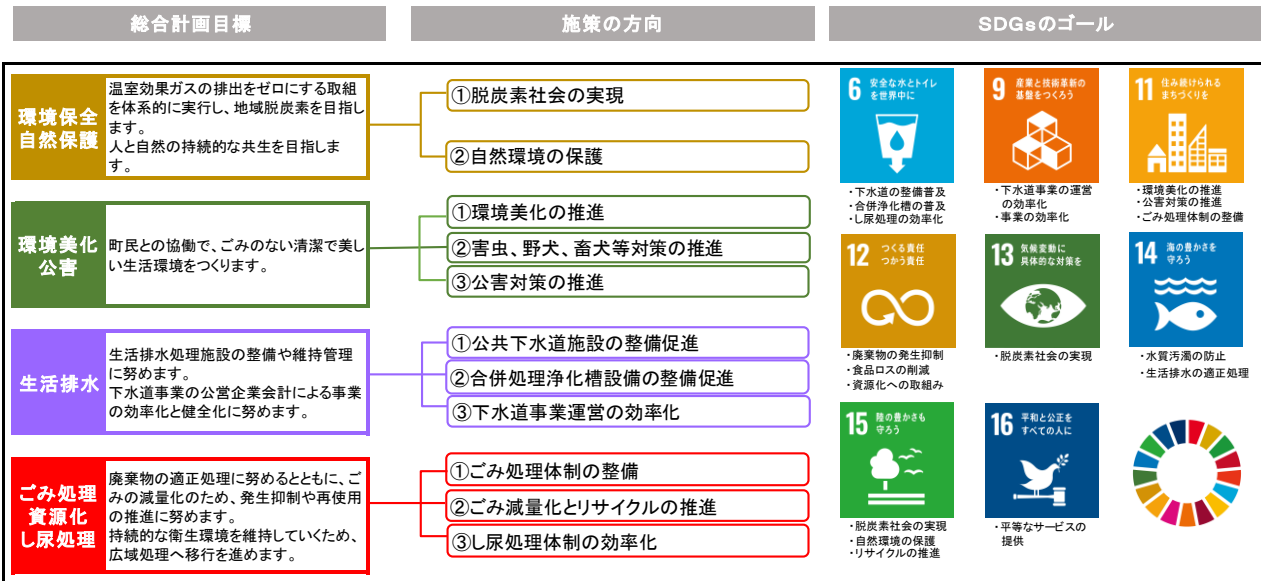 総合計画目標
施策の方向
SDGsのゴール
環境保全
自然保護
温室効果ガスの排出をゼロにする取組
を体系的に実行し、地域脱炭素を目指し
ます。
人と自然の持続的な共生を目指しま
す。
①脱炭素社会の実現
②自然環境の保護
環境美化
公害
町民との協働で、ごみのない清潔で美し
い生活環境をつくります。
①環境美化の推進
②害虫、野犬、畜犬等対策の推進
③公害対策の推進
生活排水
生活排水処理施設の整備や維持管理
に努めます。
下水道事業の公営企業会計による事業
の効率化と健全化に努めます。
①公共下水道施設の整備促進
②合併処理浄化槽設備の整備促進
③下水道事業運営の効率化
ごみ処理
資源化
し尿処理
廃棄物の適正処理に努めるとともに、ご
みの減量化のため、発生抑制や再使用
の推進に努めます。
持続的な衛生環境を維持していくため、
広域処理へ移行を進めます。
①ごみ処理体制の整備
②ごみ減量化とリサイクルの推進
③し尿処理体制の効率化
6 安全な水とトイレ
を世界中に
・下水道の整備普及
・合併浄化槽の普及
・し尿処理の効率化
9 産業と技術革新の
基盤をつくろう
・下水道事業の運営
の効率化
・事業の効率化
11 住み続けられる
まちづくりを
・環境美化の推進
・公害対策の推進
・ごみ処理体制の整備
12 つくる責任
つかう責任
・廃棄物の発生抑制
・食品ロスの削減
・資源化への取組み
13 気候変動に
具体的な対策を
・脱炭素社会の実現
14 海の豊かさを
守ろう
・水質汚濁の防止
・生活排水の適正処理
15 陸の豊かさも
守ろう
・脱炭素社会の実現
・自然環境の保護
・リサイクルの推進
16 平和と公正を
すべての人に
・平等なサービスの
提供